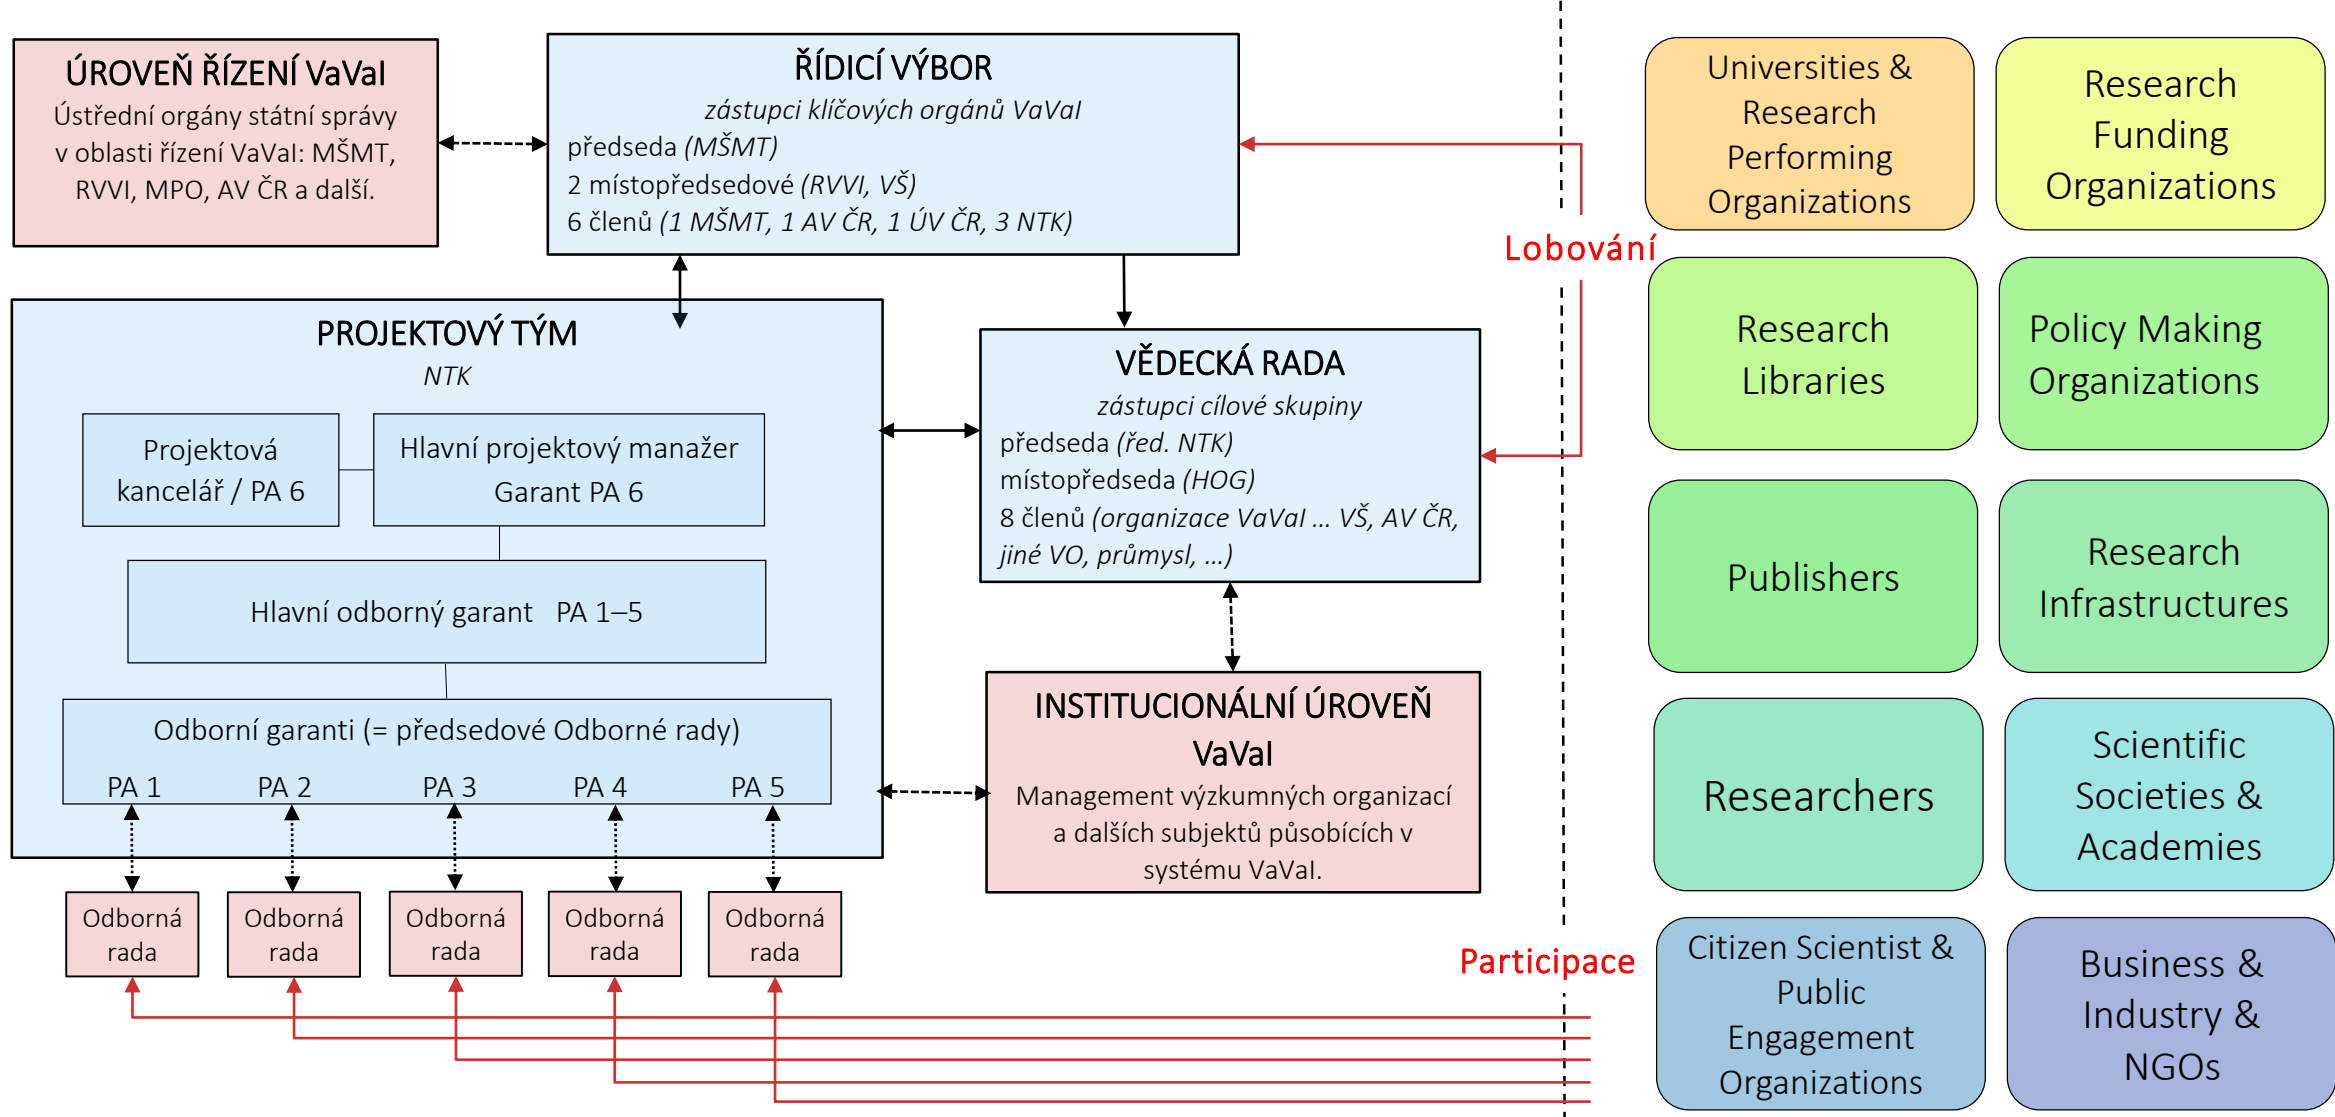 ÚROVEŇ ŘÍZENÍ VaVaI
Ústřední orgány státní správy
v oblasti řízení VaVaI: MŠMT,
RVVI, MPO, AV ČR a další.
ŘÍDICÍ VÝBOR
zástupci klíčových orgánů VaVaI
předseda (MŠMT)
2 místopředsedové (RVVI, VŠ)
6 členů (1 MŠMT, 1 AV ČR, 1 ÚV ČR, 3 NTK)
PROJEKTOVÝ TÝM
NTK
Projektová
kancelář / PA 6
Hlavní projektový manažer
Garant PA 6
Hlavní odborný garant PA 1–5
Odborní garanti (= předsedové Odborné rady)
PA 1 PA 2 PA 3 PA 4 PA 5
Odborná
rada
Odborná
rada
Odborná
rada
Odborná
rada
Odborná
rada
VĚDECKÁ RADA
zástupci cílové skupiny
předseda (řed. NTK)
místopředseda (HOG)
8 členů (organizace VaVaI ... VŠ, AV ČR,
jiné VO, průmysl, ...)
INSTITUCIONÁLNÍ ÚROVEŇ
VaVaI
Management výzkumných organizací
a dalších subjektů působících v
systému VaVaI.
Lobování
Participace
Universities &
Research
Performing
Organizations
Research
Funding
Organizations
Research
Libraries
Policy Making
Organizations
Publishers
Research
Infrastructures
Researchers
Scientific
Societies &
Academies
Citizen Scientist &
Public
Engagement
Organizations
Business &
Industry &
NGOs